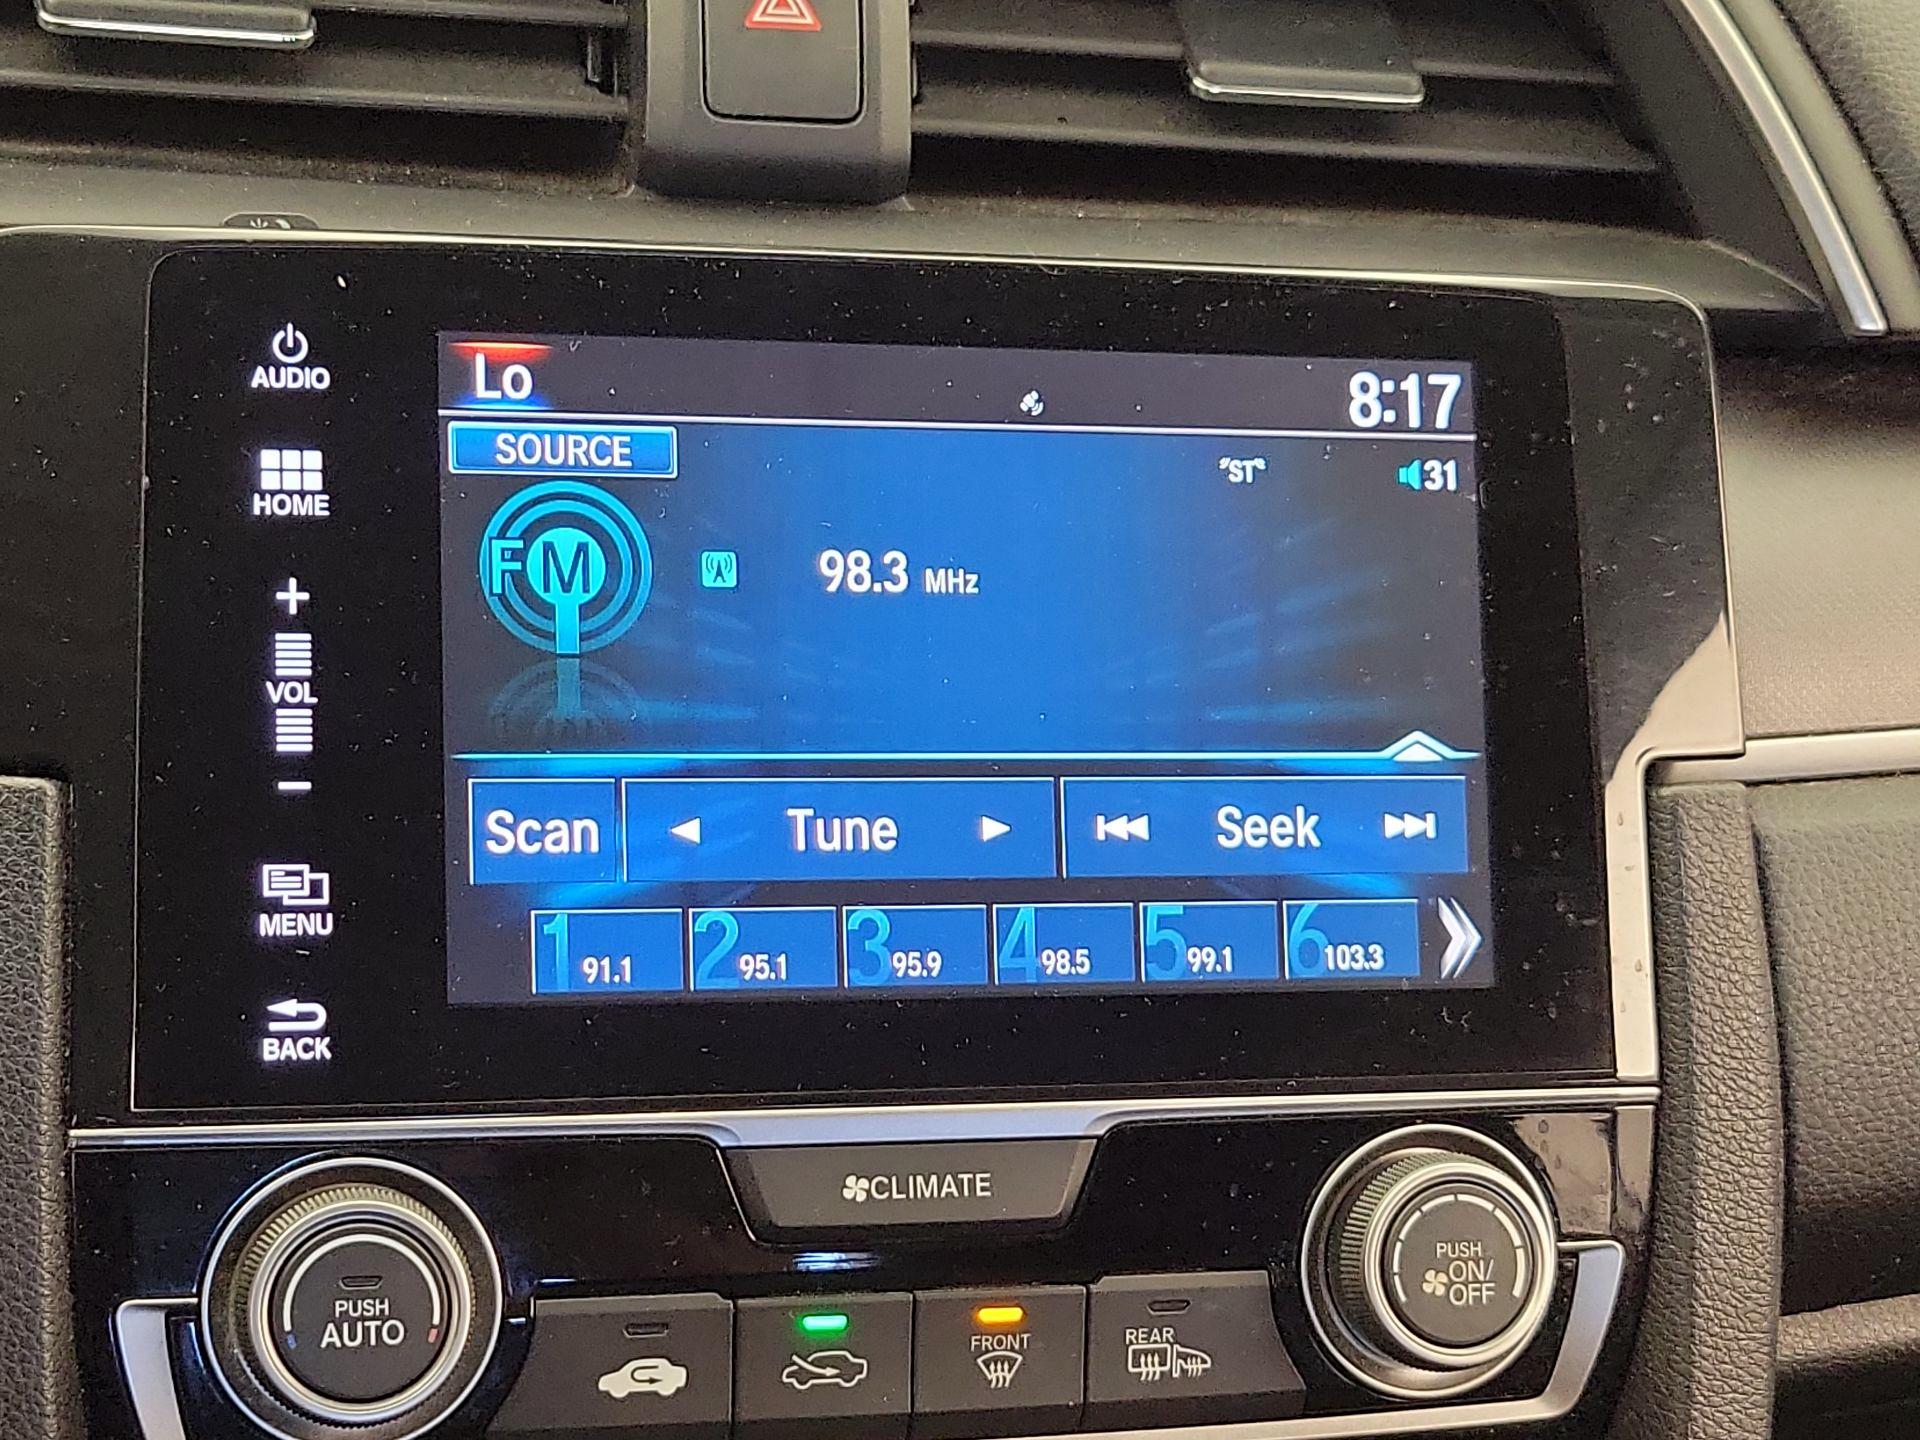 AUDIO
HOME
+
VOL
−
MENU
BACK
Lo
8:17
SOURCE
"ST"
31
FM
98.3 MHz
Scan
Tune
Seek
1 91.1
2 95.1
3 95.9
4 98.5
5 99.1
6 103.3
CLIMATE
PUSH
AUTO
FRONT
REAR
PUSH
ON/
OFF